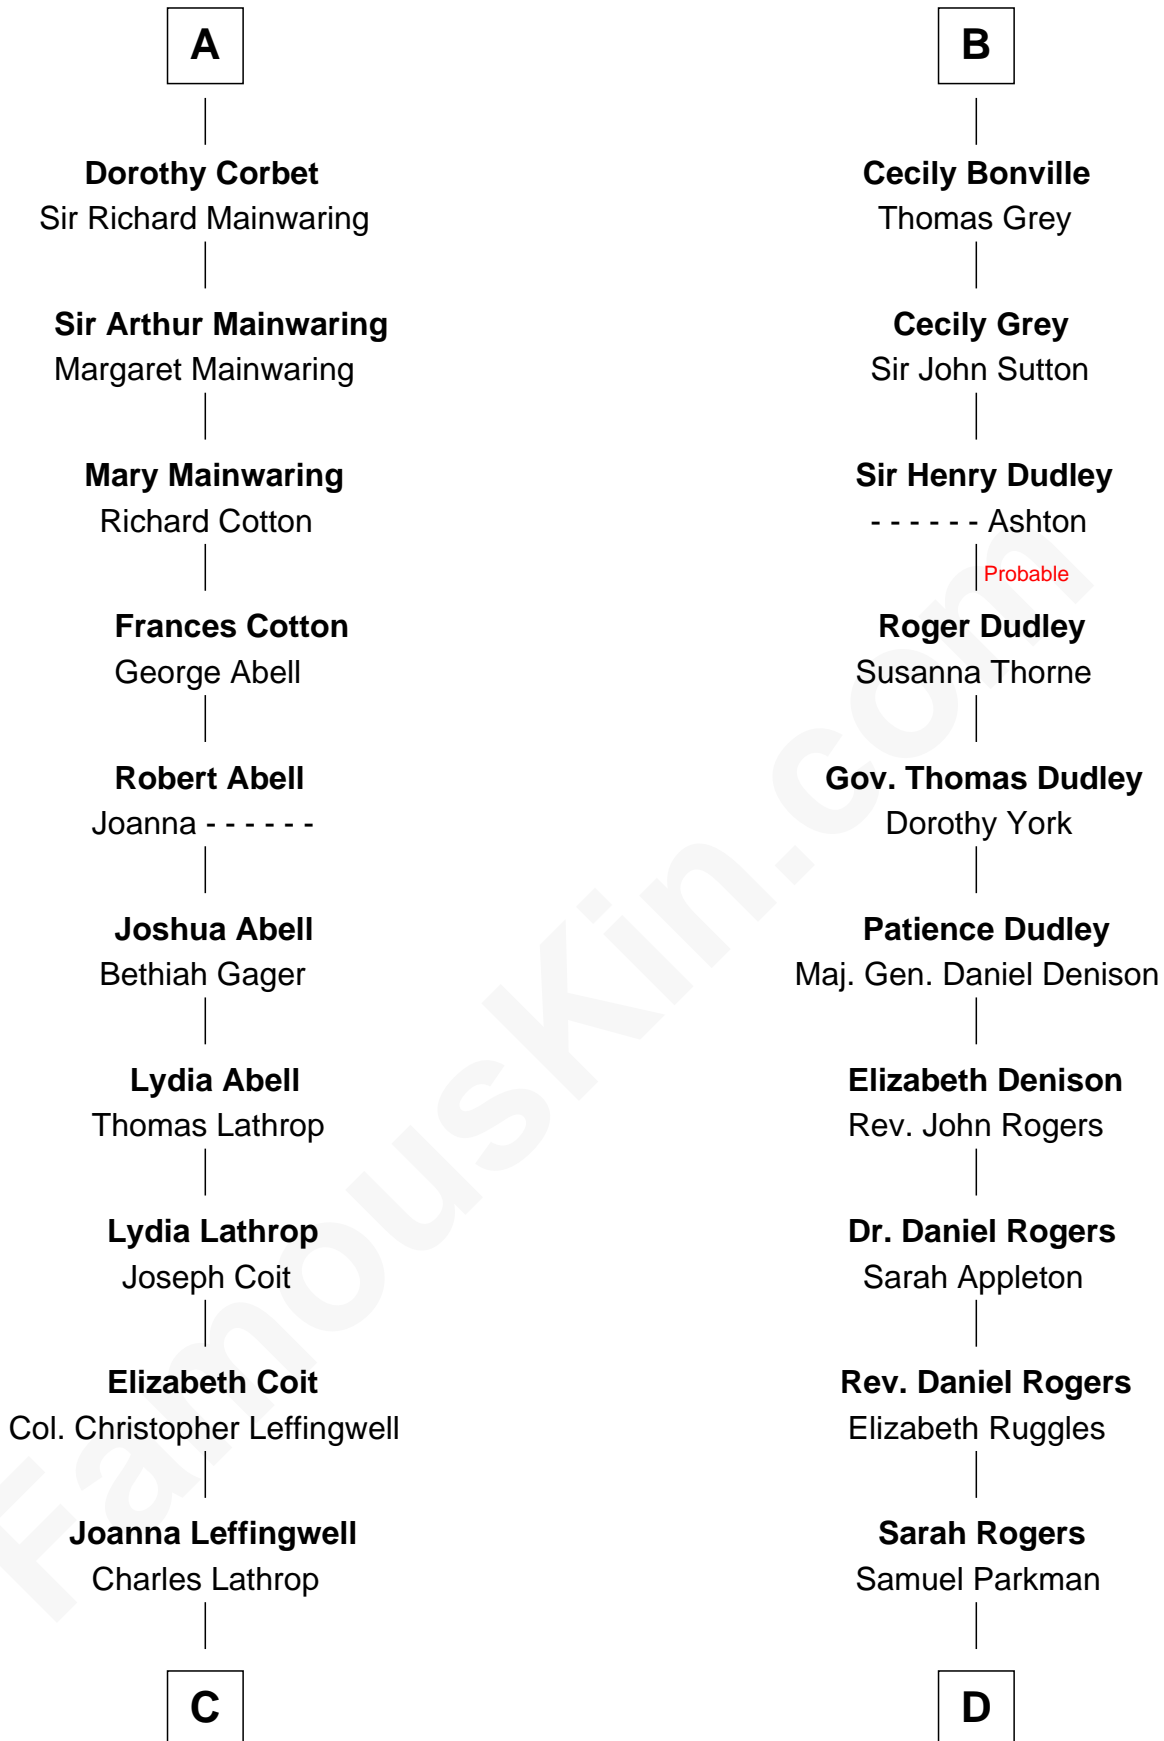 A
Dorothy Corbet
Sir Richard Mainwaring
Sir Arthur Mainwaring
Margaret Mainwaring
Mary Mainwaring
Richard Cotton
Frances Cotton
George Abell
Robert Abell
Joanna - - - - - -
Joshua Abell
Bethiah Gager
Lydia Abell
Thomas Lathrop
Lydia Lathrop
Joseph Coit
Elizabeth Coit
Col. Christopher Leffingwell
Joanna Leffingwell
Charles Lathrop
C
B
Cecily Bonville
Thomas Grey
Cecily Grey
Sir John Sutton
Sir Henry Dudley
- - - - - - Ashton
Probable
Roger Dudley
Susanna Thorne
Gov. Thomas Dudley
Dorothy York
Patience Dudley
Maj. Gen. Daniel Denison
Elizabeth Denison
Rev. John Rogers
Dr. Daniel Rogers
Sarah Appleton
Rev. Daniel Rogers
Elizabeth Ruggles
Sarah Rogers
Samuel Parkman
D
FamousKin.com